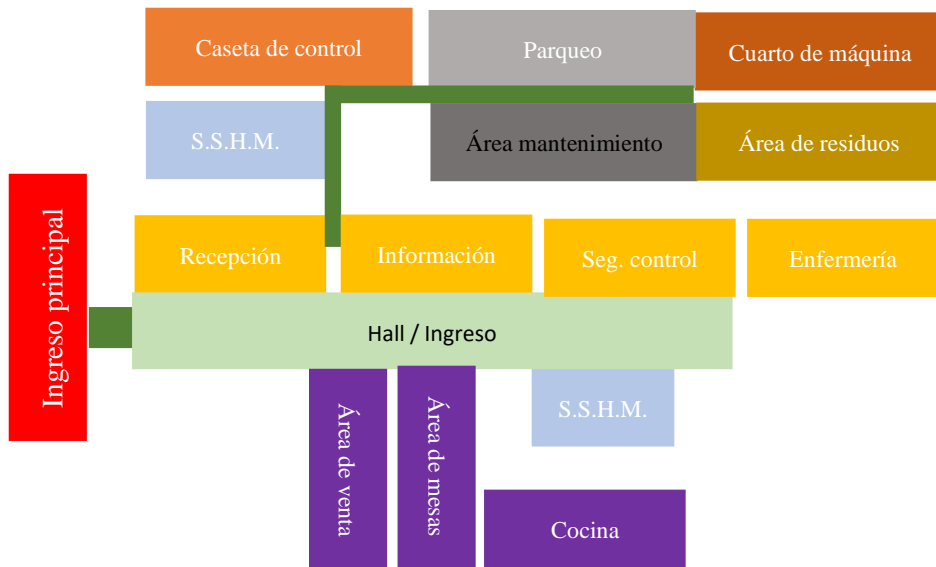 Caseta de control
Parqueo
Cuarto de máquina
S.S.H.M.
Área mantenimiento
Área de residuos
Ingreso principal
Recepción
Información
Seg. control
Enfermería
Hall / Ingreso
Área de
venta
Área de
mesas
S.S.H.M.
Cocina